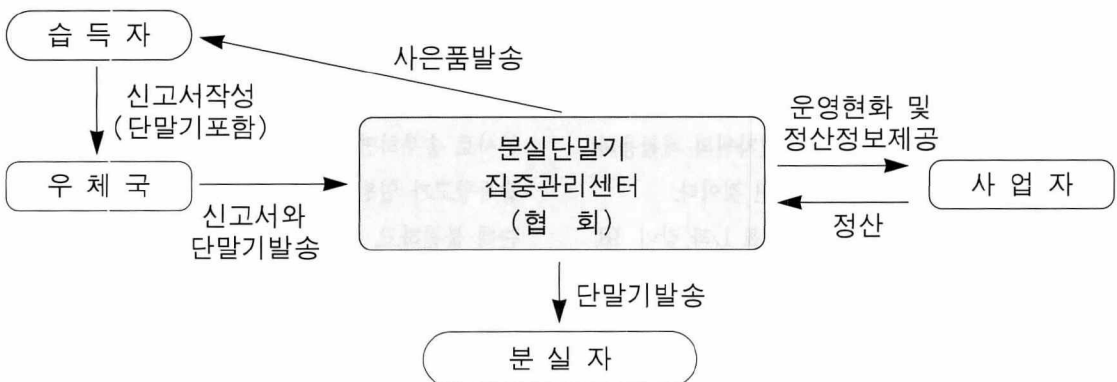 습 득 자
사은품발송
신고서작성
(단말기포함)
운영현화 및
정산정보제공
분실단말기
집중관리센터
(협 회)
우 체 국
사 업 자
신고서와
단말기발송
정산
단말기발송
분 실 자